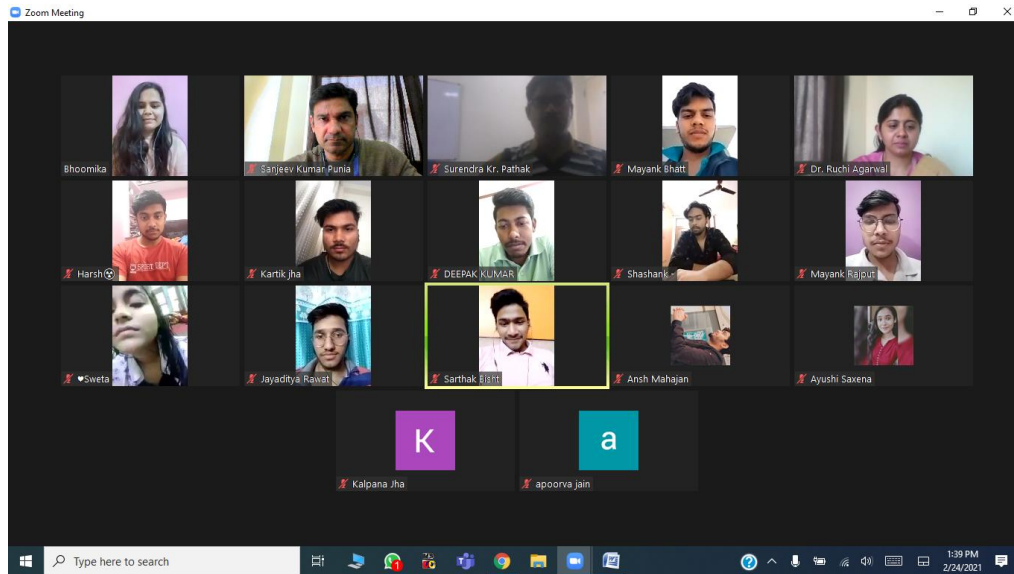 Zoom Meeting
Bhoomika
Sanjeev Kumar Punia
Surendra Kr. Pathak
Mayank Bhatt
Dr. Ruchi Agarwal
Harsh☢
Kartik jha
DEEPAK KUMAR
Shashank -
Mayank Rajput
♥Sweta
Jayaditya Rawat
Sarthak Bisht
Ansh Mahajan
Ayushi Saxena
K
a
Kalpana Jha
apoorva jain
Type here to search
1
1:39 PM
2/24/2021